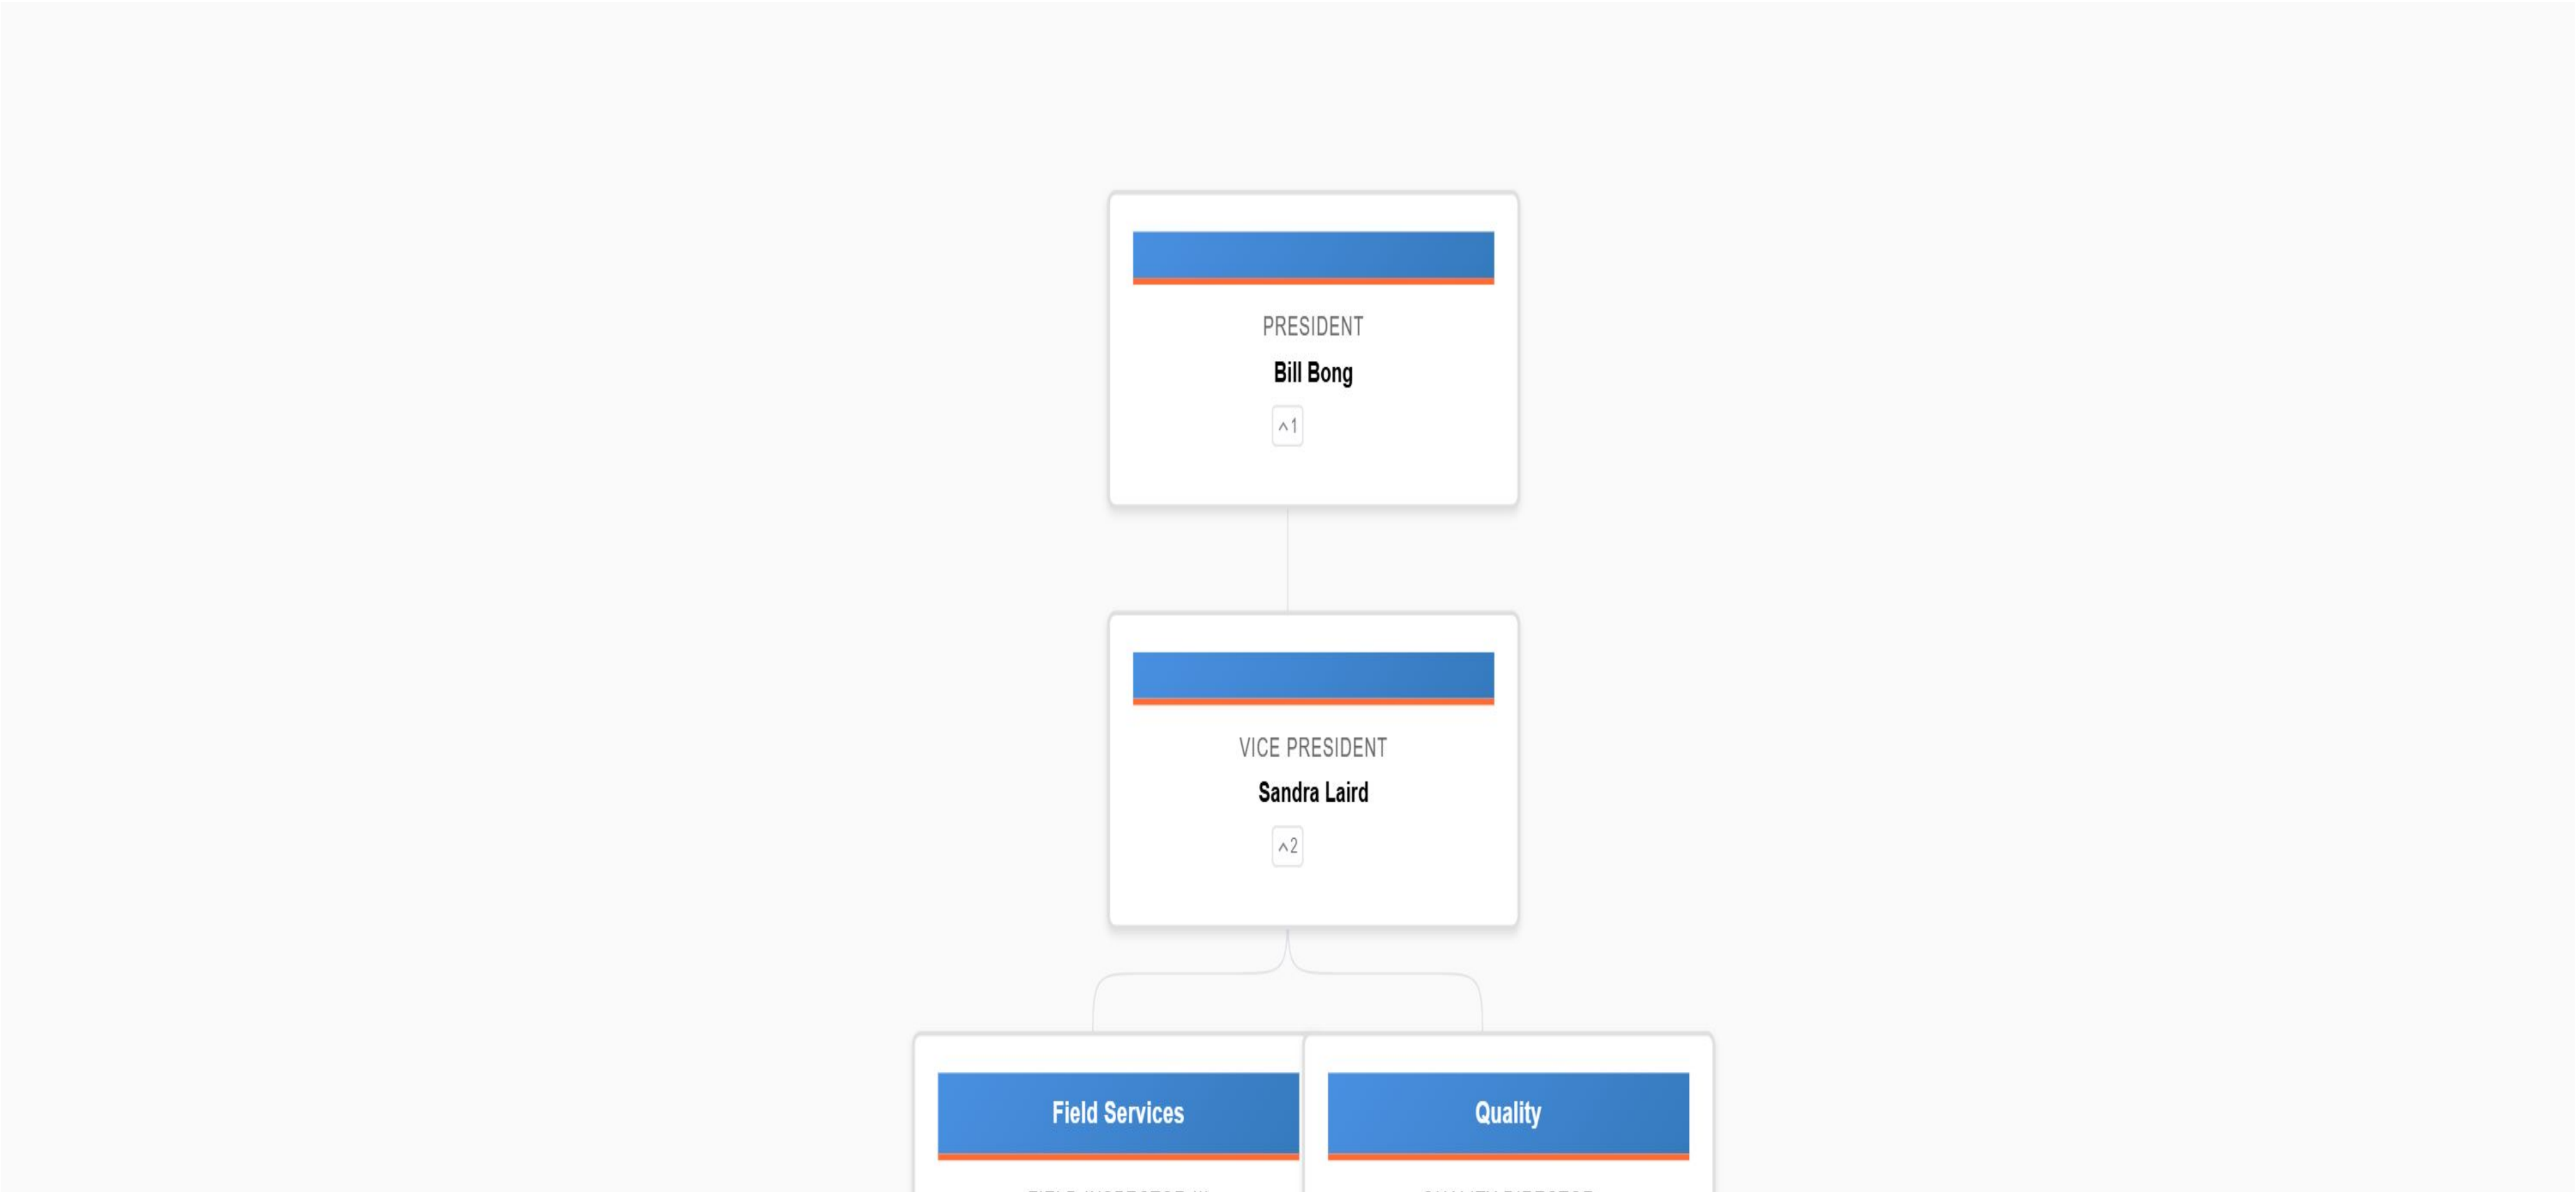 PRESIDENT
Bill Bong
^1
VICE PRESIDENT
Sandra Laird
^2
Field Services
Quality